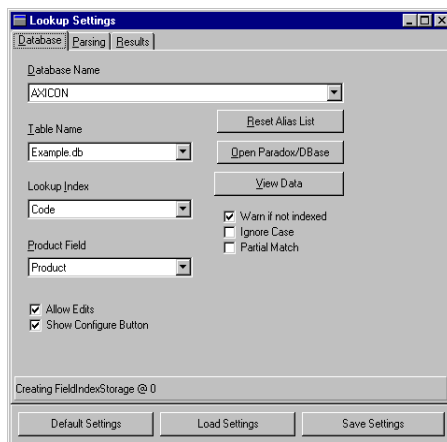 Lookup Settings
Database Parsing Results
Database Name
AXICON
Reset Alias List
Table Name
Example.db
Open Paradox/DBase
View Data
Lookup Index
Code
Warn if not indexed
Ignore Case
Partial Match
Product Field
Product
Allow Edits
Show Configure Button
Creating FieldIndexStorage @ 0
Default Settings Load Settings Save Settings